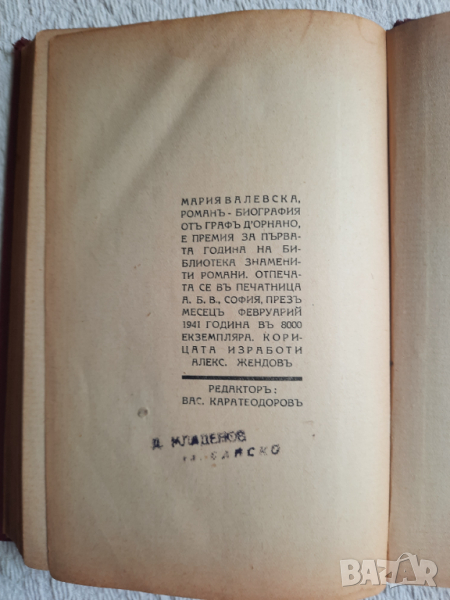 МАРИЯ ВАЛЕВСКА,
РОМАНЪ - БИОГРАФИЯ
ОТЪ ГРАФЪ Д'ОРНАНО,
Е ПРЕМИЯ ЗА ПЪРВА-
ТА ГОДИНА НА БИ-
БЛИОТЕКА ЗНАМЕНИ-
ТИ РОМАНИ. ОТПЕЧА-
ТА СЕ ВЪ ПЕЧАТНИЦА
А. Б. В., СОФИЯ, ПРЕЗЪ
МЕСЕЦЪ ФЕВРУАРИЙ
1941 ГОДИНА ВЪ 8000
ЕКЗЕМПЛЯРА. КОРИ-
ЦАТА ИЗРАБОТИ
АЛЕКС. ЖЕНДОВЪ
РЕДАКТОРЪ:
ВАС. КАРАТЕОДОРОВЪ
Д. МЛАДЕНОВ
BAZAR